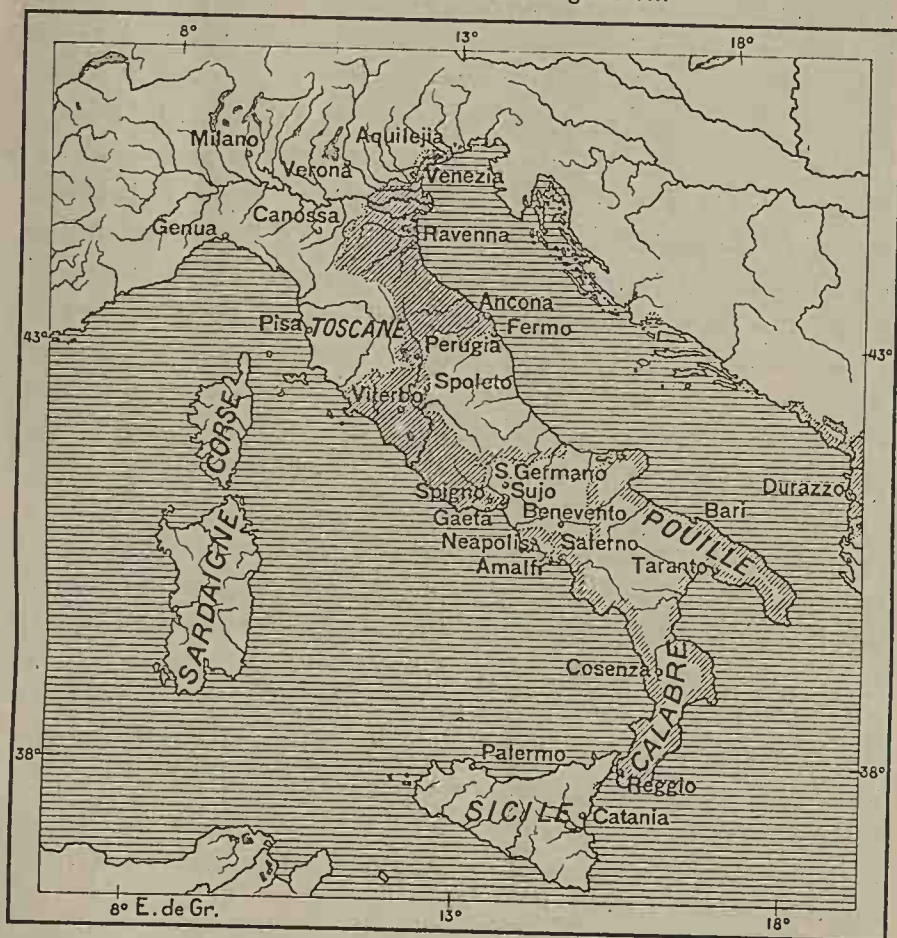 8° 13° 18°
Milano
Aquilejia
Verona
Venezia
Canossa
Genua
Ravenna
Ancona
Pisa
TOSCANE
Fermo
43°
43°
Perugia
Spoleto
Viterbo
CORSE
S. Germano
Spigno
Sujo
Durazzo
Gaeta
Benevento
Bari
POUILLE
Neapolis
Salerno
Amalfi
Taranto
SARDAIGNE
Cosenza
CALABRE
38°
Palermo
38°
Reggio
SICILE
Catania
8° E. de Gr. 13° 18°